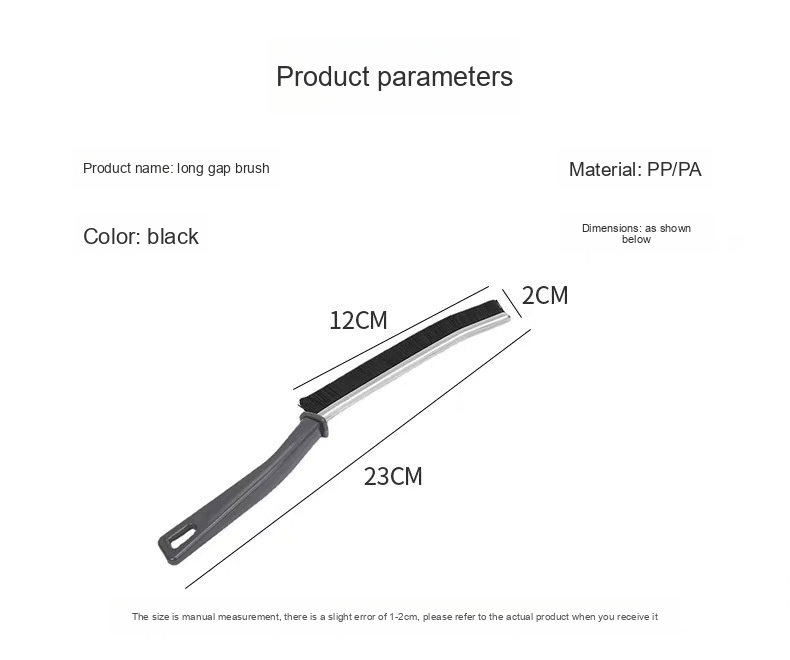 Product parameters
Product name: long gap brush
Material: PP/PA
Color: black
Dimensions: as shown
below
12CM
2CM
23CM
The size is manual measurement, there is a slight error of 1-2cm, please refer to the actual product when you receive it